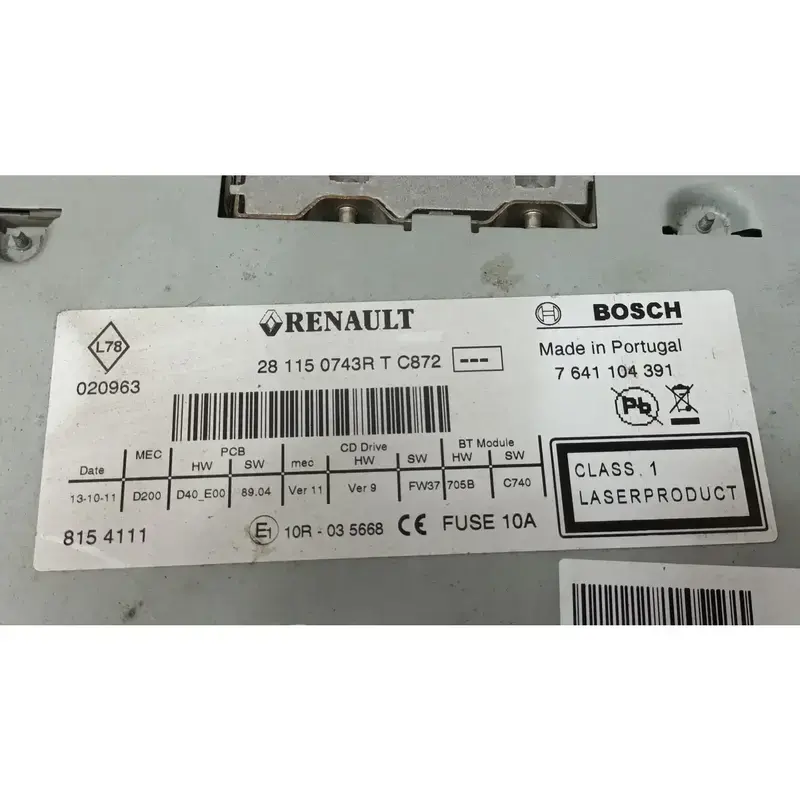 L78
020963
RENAULT
28 115 0743R T C872 ---
BOSCH
Made in Portugal
7 641 104 391
Pb
Date MEC PCB CD Drive BT Module
HW SW mec HW SW HW SW
13-10-11 D200 D40_E00 89.04 Ver 11 Ver 9 FW37 705B C740
CLASS. 1
LASERPRODUCT
815 4111
E1 10R - 03 5668 CE FUSE 10A